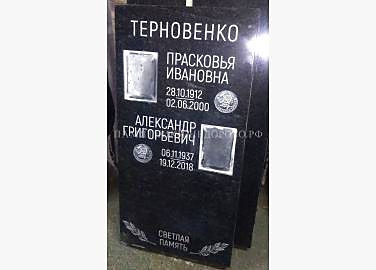 ТЕРНОВЕНКО
ПРАСКОВЬЯ
ИВАНОВНА
28.10.1912
02.06.2000
АЛЕКСАНДР
ГРИГОРЬЕВИЧ
06.11.1937
19.12.2018
СВЕТЛАЯ
ПАМЯТЬ